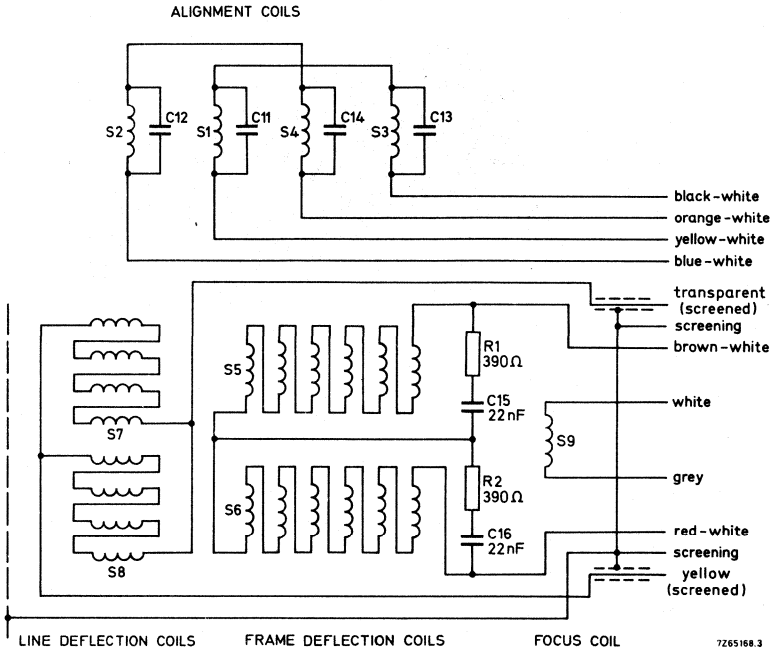 ALIGNMENT COILS
C12
C11
C14
C13
S2
S1
S4
S3
black-white
orange-white
yellow-white
blue-white
transparent
(screened)
screening
brown-white
R1
390Ω
S5
C15
22nF
white
S7
S9
R2
390Ω
grey
S6
C16
22nF
red-white
screening
S8
yellow
(screened)
LINE DEFLECTION COILS
FRAME DEFLECTION COILS
FOCUS COIL
7Z65168.3